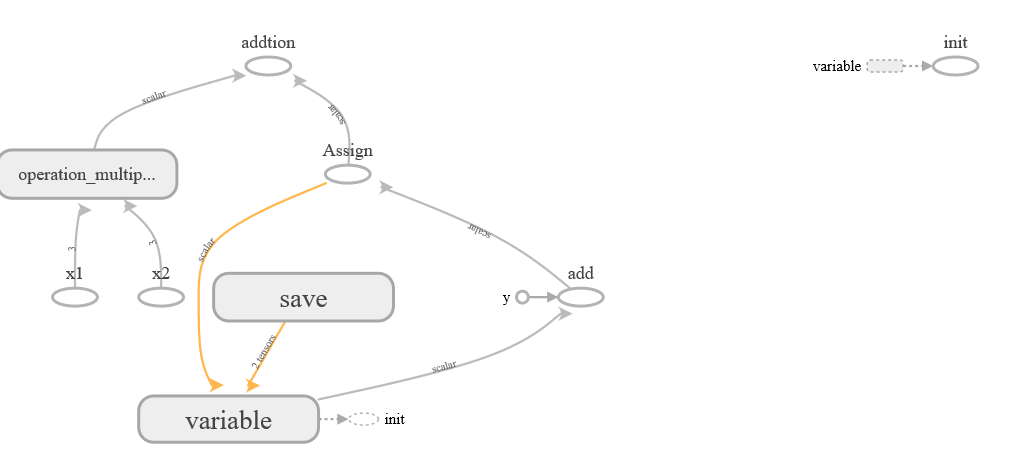 addtion
init
variable
scalar
scalar
Assign
operation_multip...
3
3
scalar
scalar
x1
x2
add
save
y
2 tensors
scalar
variable
init